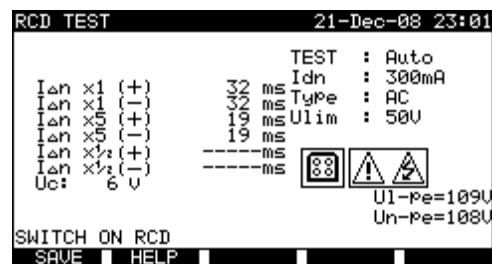 RCD TEST 21-Dec-08 23:01
TEST : Auto
Idn : 300mA
Type : AC
Ulim : 50V
IΔn x1 (+) 32 ms
IΔn x1 (-) 32 ms
IΔn x5 (+) 19 ms
IΔn x5 (-) 19 ms
IΔn x½ (+) -----ms
IΔn x½ (-) -----ms
Uc: 6 V
Ul-pe=109V
Un-pe=108V
SWITCH ON RCD
SAVE HELP